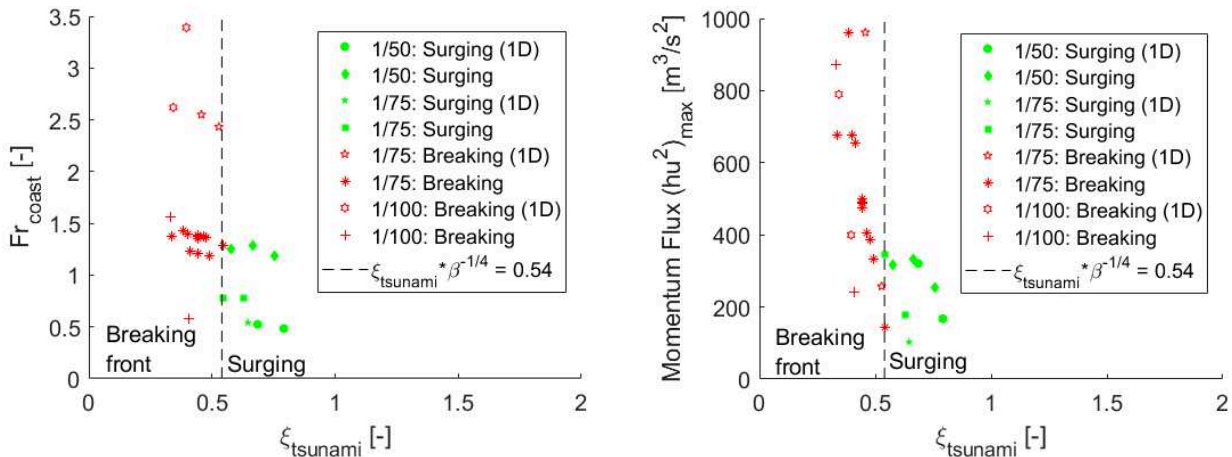 3.5
3
2.5
2
1.5
1
0.5
0
Fr_coast [-]
1/50: Surging (1D)
1/50: Surging
1/75: Surging (1D)
1/75: Surging
1/75: Breaking (1D)
1/75: Breaking
1/100: Breaking (1D)
1/100: Breaking
ξ_tsunami*β^-1/4 = 0.54
Breaking
front
Surging
0 0.5 1 1.5 2
ξ_tsunami [-]
1000
800
600
400
200
0
Momentum Flux (hu²)_max [m³/s²]
1/50: Surging (1D)
1/50: Surging
1/75: Surging (1D)
1/75: Surging
1/75: Breaking (1D)
1/75: Breaking
1/100: Breaking (1D)
1/100: Breaking
ξ_tsunami*β^-1/4 = 0.54
Breaking
front
Surging
0 0.5 1 1.5 2
ξ_tsunami [-]